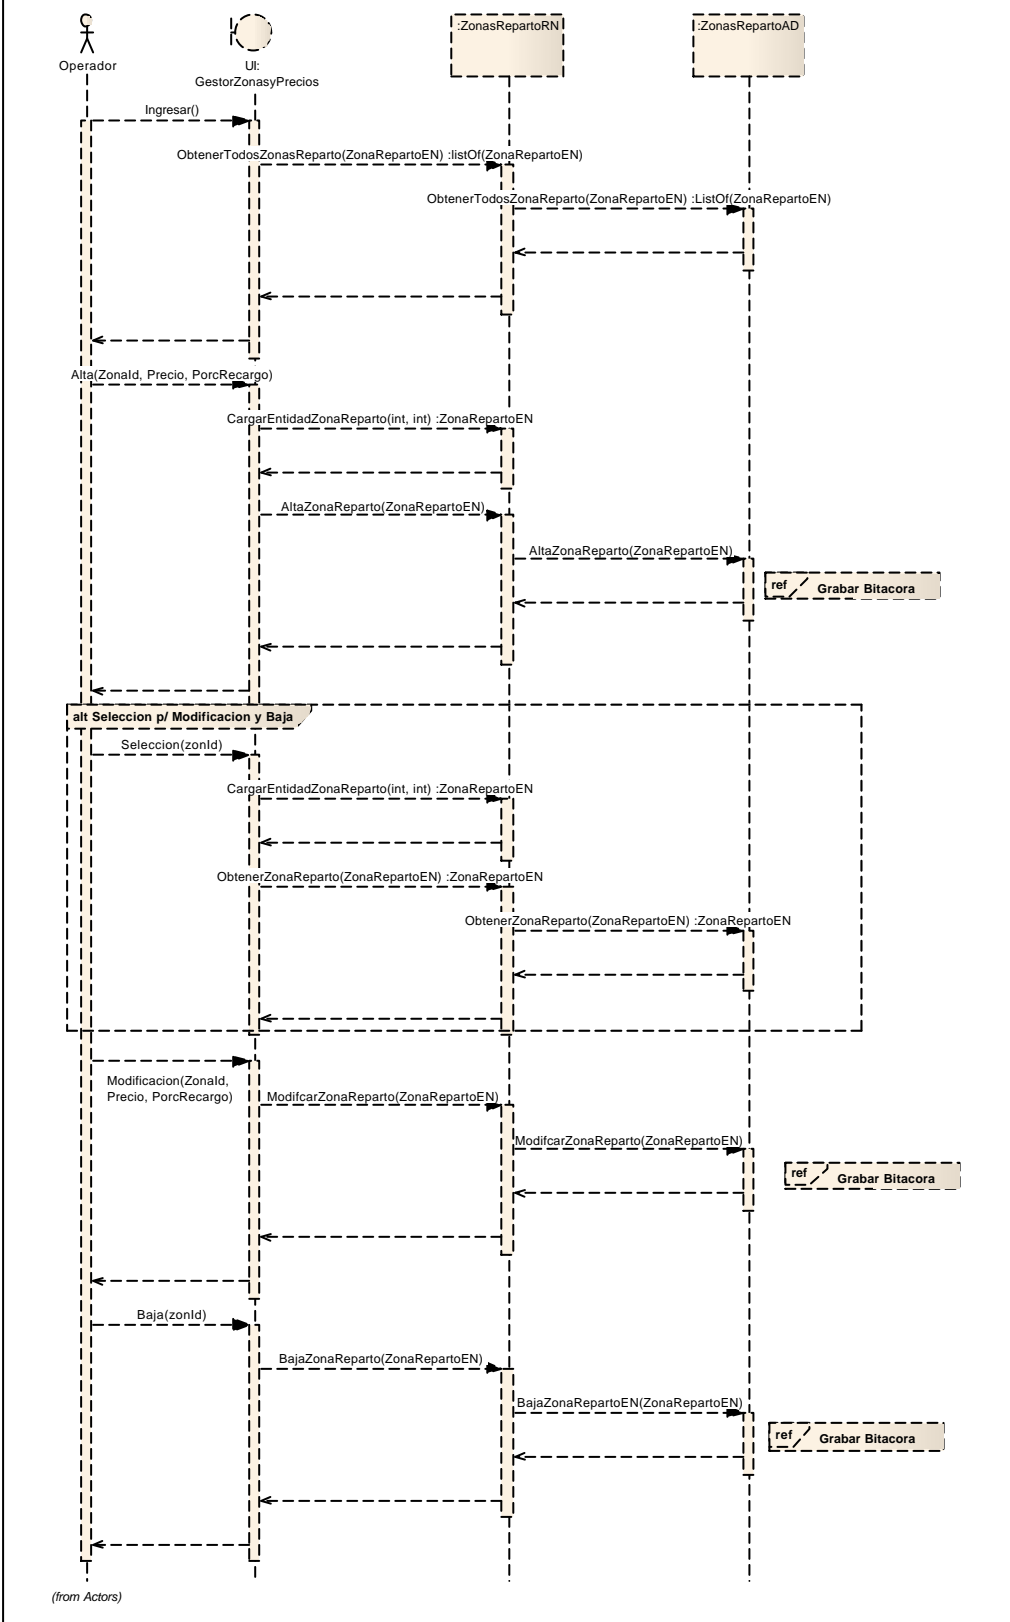 :ZonasRepartoRN
:ZonasRepartoAD
Operador
UI:
GestorZonasyPrecios
Ingresar()
ObtenerTodosZonasReparto(ZonaRepartoEN) :listOf(ZonaRepartoEN)
ObtenerTodosZonaReparto(ZonaRepartoEN) :ListOf(ZonaRepartoEN)
Alta(ZonaId, Precio, PorcRecargo)
CargarEntidadZonaReparto(int, int) :ZonaRepartoEN
AltaZonaReparto(ZonaRepartoEN)
AltaZonaReparto(ZonaRepartoEN)
ref
Grabar Bitacora
alt Seleccion p/ Modificacion y Baja
Seleccion(zonId)
CargarEntidadZonaReparto(int, int) :ZonaRepartoEN
ObtenerZonaReparto(ZonaRepartoEN) :ZonaRepartoEN
ObtenerZonaReparto(ZonaRepartoEN) :ZonaRepartoEN
Modificacion(ZonaId,
Precio, PorcRecargo)
ModifcarZonaReparto(ZonaRepartoEN)
ModifcarZonaReparto(ZonaRepartoEN)
ref
Grabar Bitacora
Baja(zonId)
BajaZonaReparto(ZonaRepartoEN)
BajaZonaRepartoEN(ZonaRepartoEN)
ref
Grabar Bitacora
(from Actors)